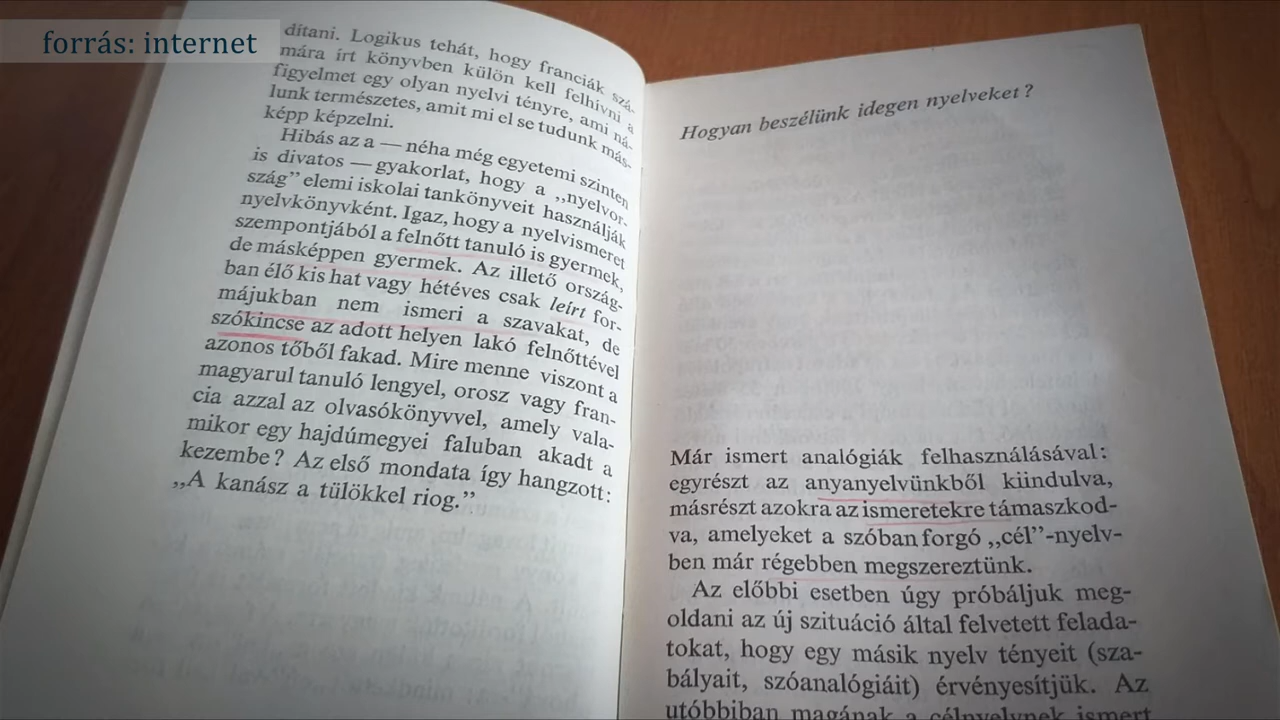 forrás: internet
dítani. Logikus tehát, hogy franciák szá-
mára írt könyvben külön kell felhívni a
figyelmet egy olyan nyelvi tényre, ami ná-
lunk természetes, amit mi el se tudunk más-
képp képzelni.
Hibás az a — néha még egyetemi szinten
is divatos — gyakorlat, hogy a „nyelvor-
szág” elemi iskolai tankönyveit használják
nyelvkönyvként. Igaz, hogy a nyelvismeret
szempontjából a felnőtt tanuló is gyermek,
de másképpen gyermek. Az illető ország-
ban élő kis hat vagy hétéves csak leírt for-
májukban nem ismeri a szavakat, de
szókincse az adott helyen lakó felnőttével
azonos tőből fakad. Mire menne viszont a
magyarul tanuló lengyel, orosz vagy fran-
cia azzal az olvasókönyvvel, amely vala-
mikor egy hajdúmegyei faluban akadt a
kezembe? Az első mondata így hangzott:
„A kanász a tülökkel riog.”
Hogyan beszélünk idegen nyelveket?
Már ismert analógiák felhasználásával:
egyrészt az anyanyelvünkből kiindulva,
másrészt azokra az ismeretekre támaszkod-
va, amelyeket a szóban forgó „cél”-nyelv-
ben már régebben megszereztünk.
Az előbbi esetben úgy próbáljuk meg-
oldani az új szituáció által felvetett felada-
tokat, hogy egy másik nyelv tényeit (sza-
bályait, szóanalógiáit) érvényesítjük. Az
utóbbiban magának a célnyelvnek ismert